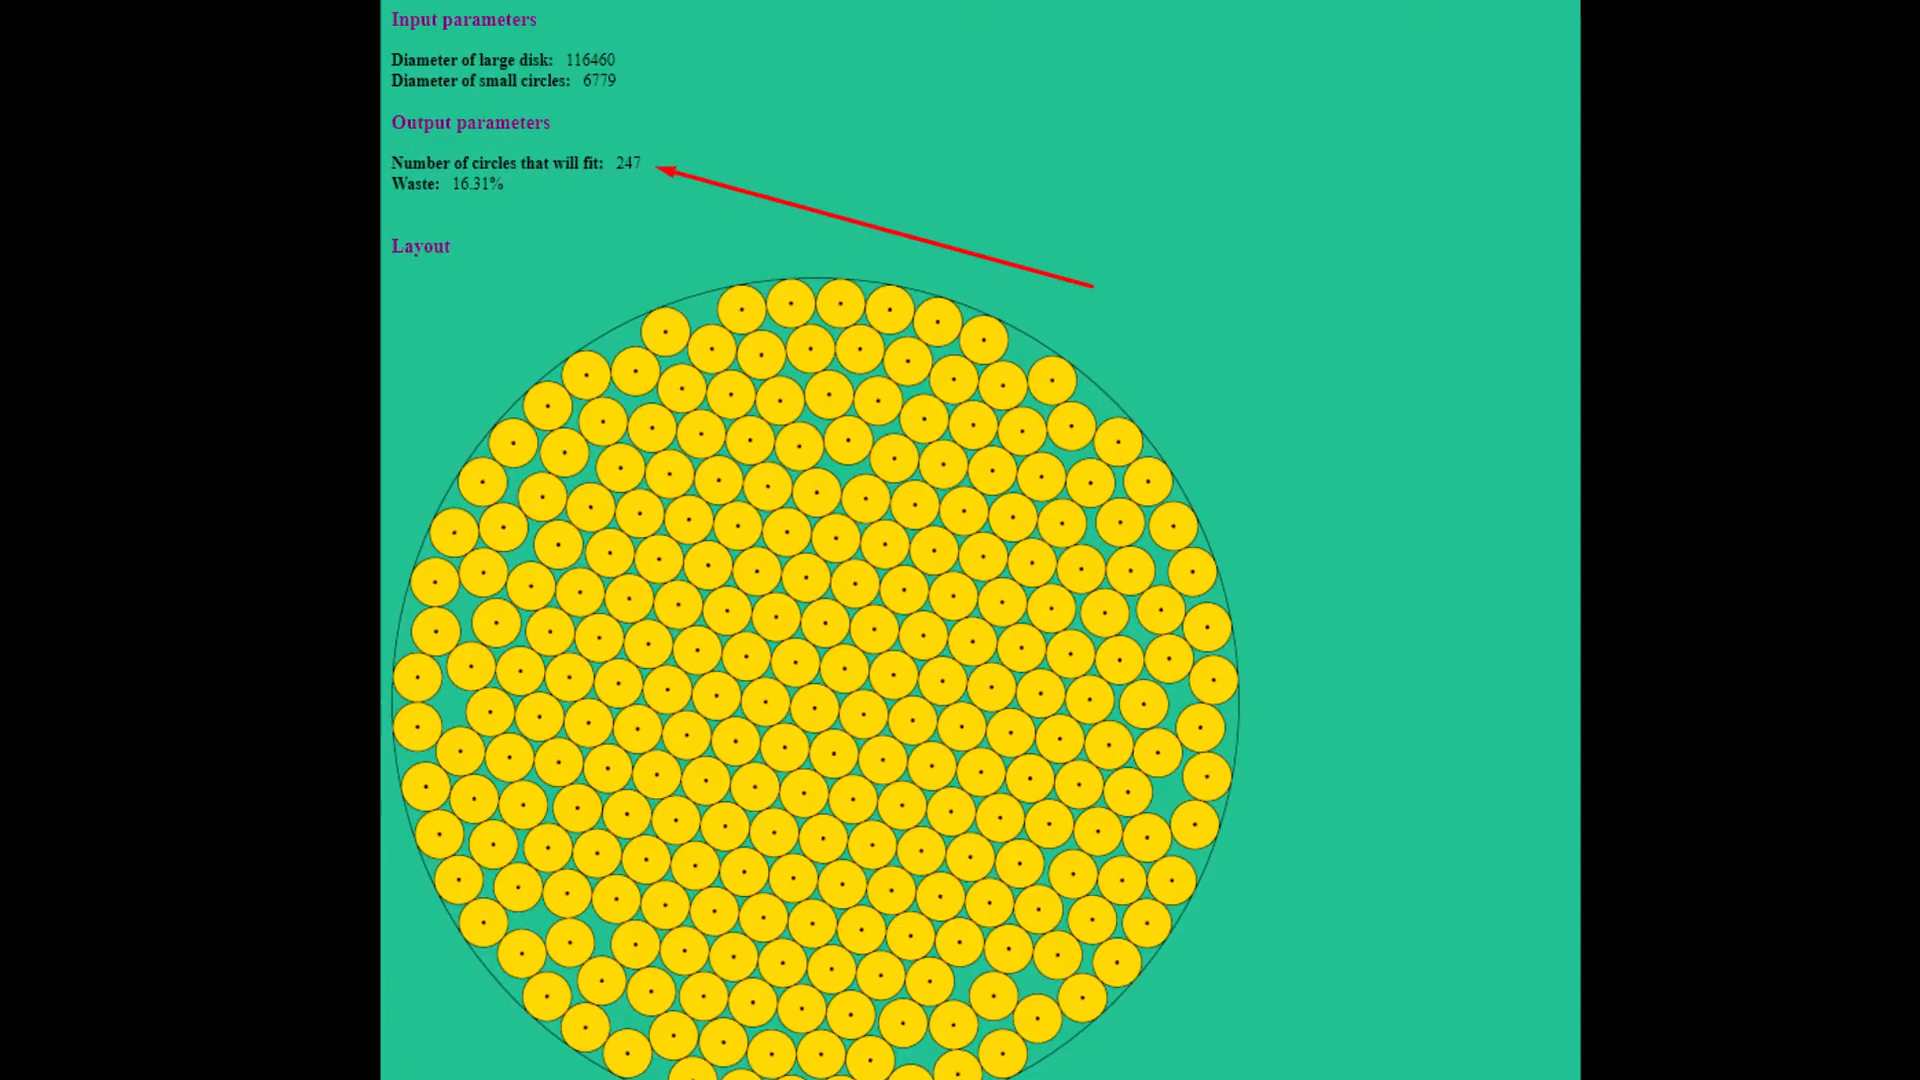 Input parameters
Diameter of large disk: 116460
Diameter of small circles: 6779
Output parameters
Number of circles that will fit: 247
Waste: 16.31%
Layout